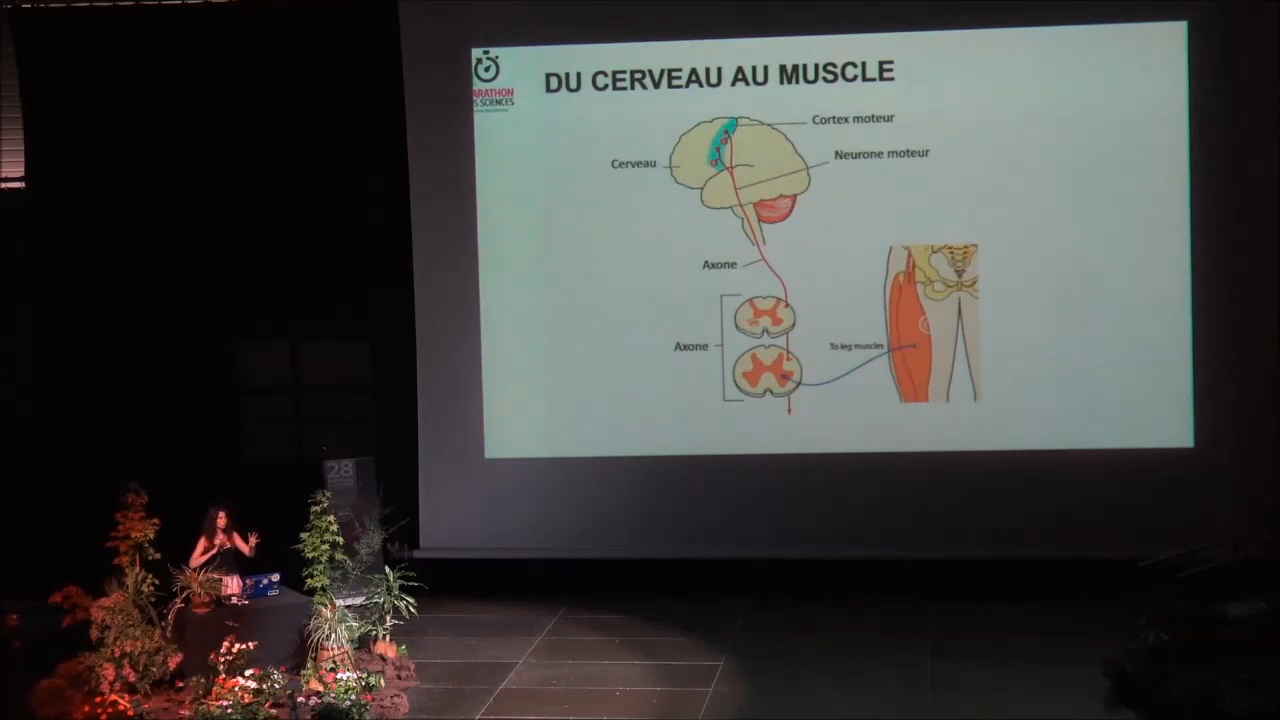 DU CERVEAU AU MUSCLE
ARATHON
S SCIENCES
Cortex moteur
Neurone moteur
Cerveau
Axone
Axone
To leg muscles
28